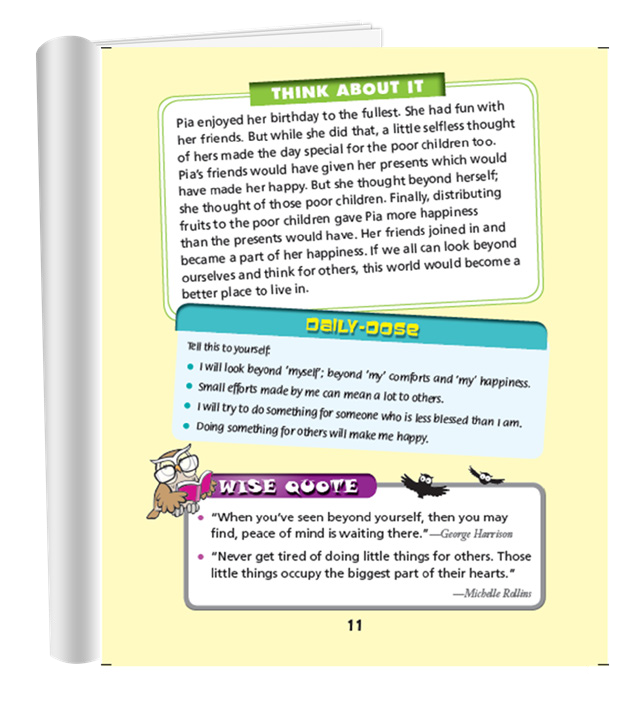 THINK ABOUT IT
Pia enjoyed her birthday to the fullest. She had fun with
her friends. But while she did that, a little selfless thought
of hers made the day special for the poor children too.
Pia's friends would have given her presents which would
have made her happy. But she thought beyond herself;
she thought of those poor children. Finally, distributing
fruits to the poor children gave Pia more happiness
than the presents would have. Her friends joined in and
became a part of her happiness. If we all can look beyond
ourselves and think for others, this world would become a
better place to live in.
DAILY-DOSE
Tell this to yourself:
• I will look beyond 'myself'; beyond 'my' comforts and 'my' happiness.
• Small efforts made by me can mean a lot to others.
• I will try to do something for someone who is less blessed than I am.
• Doing something for others will make me happy.
WISE QUOTE
• "When you've seen beyond yourself, then you may
find, peace of mind is waiting there."—George Harrison
• "Never get tired of doing little things for others. Those
little things occupy the biggest part of their hearts."
—Michelle Rollins
11